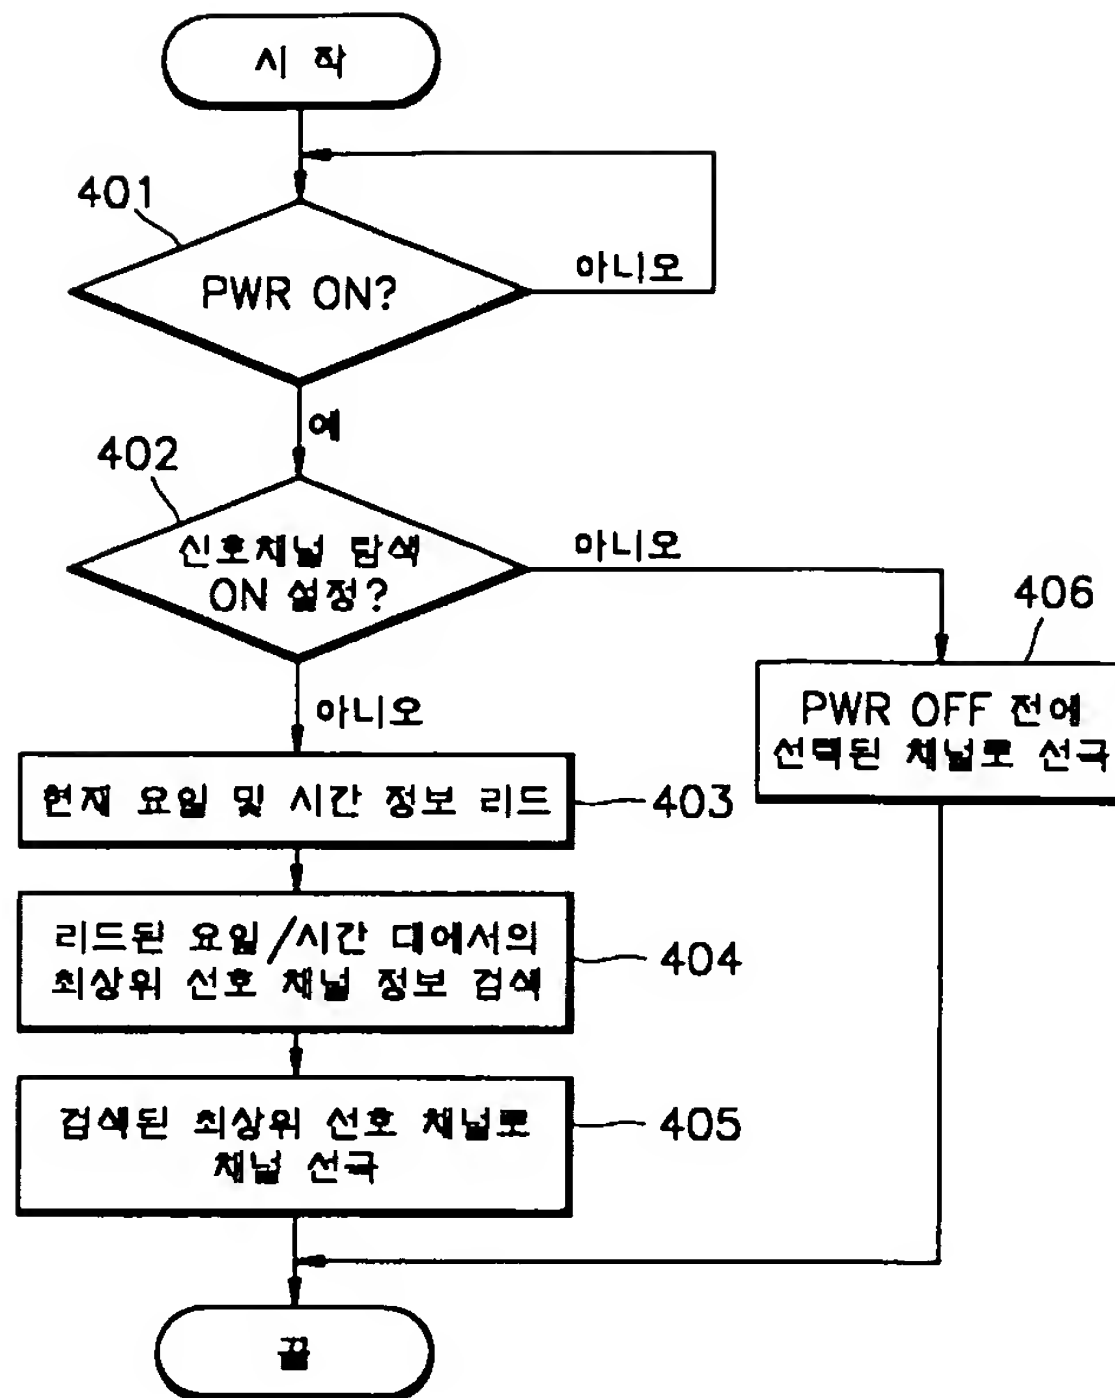 시 작
401
PWR ON?
아니오
예
402
신호채널 탐색
ON 설정?
아니오
406
PWR OFF 전에
선택된 채널로 선국
아니오
현재 요일 및 시간 정보 리드
403
리드된 요일/시간 대에서의
최상위 선호 채널 정보 검색
404
검색된 최상위 선호 채널로
채널 선국
405
끝